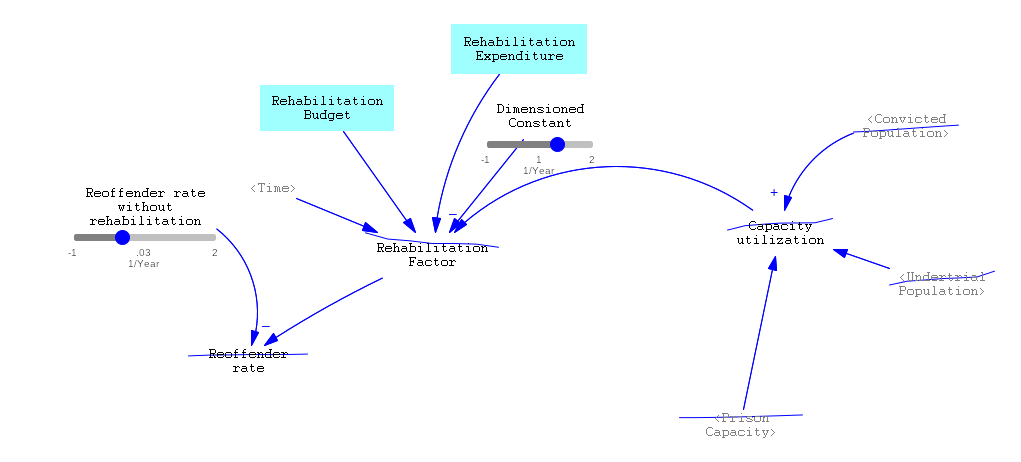 Rehabilitation
Expenditure
Rehabilitation
Budget
Dimensioned
Constant
-1 1 2
1/Year
<Convicted
Population>
+
<Time>
Reoffender rate
without
rehabilitation
-1 .03 2
1/Year
–
Rehabilitation
Factor
Capacity
utilization
<Undertrial
Population>
–
Reoffender
rate
<Prison
Capacity>